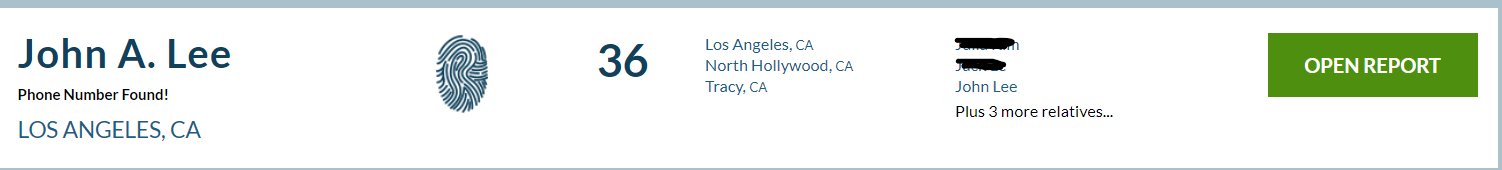 John A. Lee
Phone Number Found!
LOS ANGELES, CA
36
Los Angeles, CA
North Hollywood, CA
Tracy, CA
John Lee
Plus 3 more relatives...
OPEN REPORT